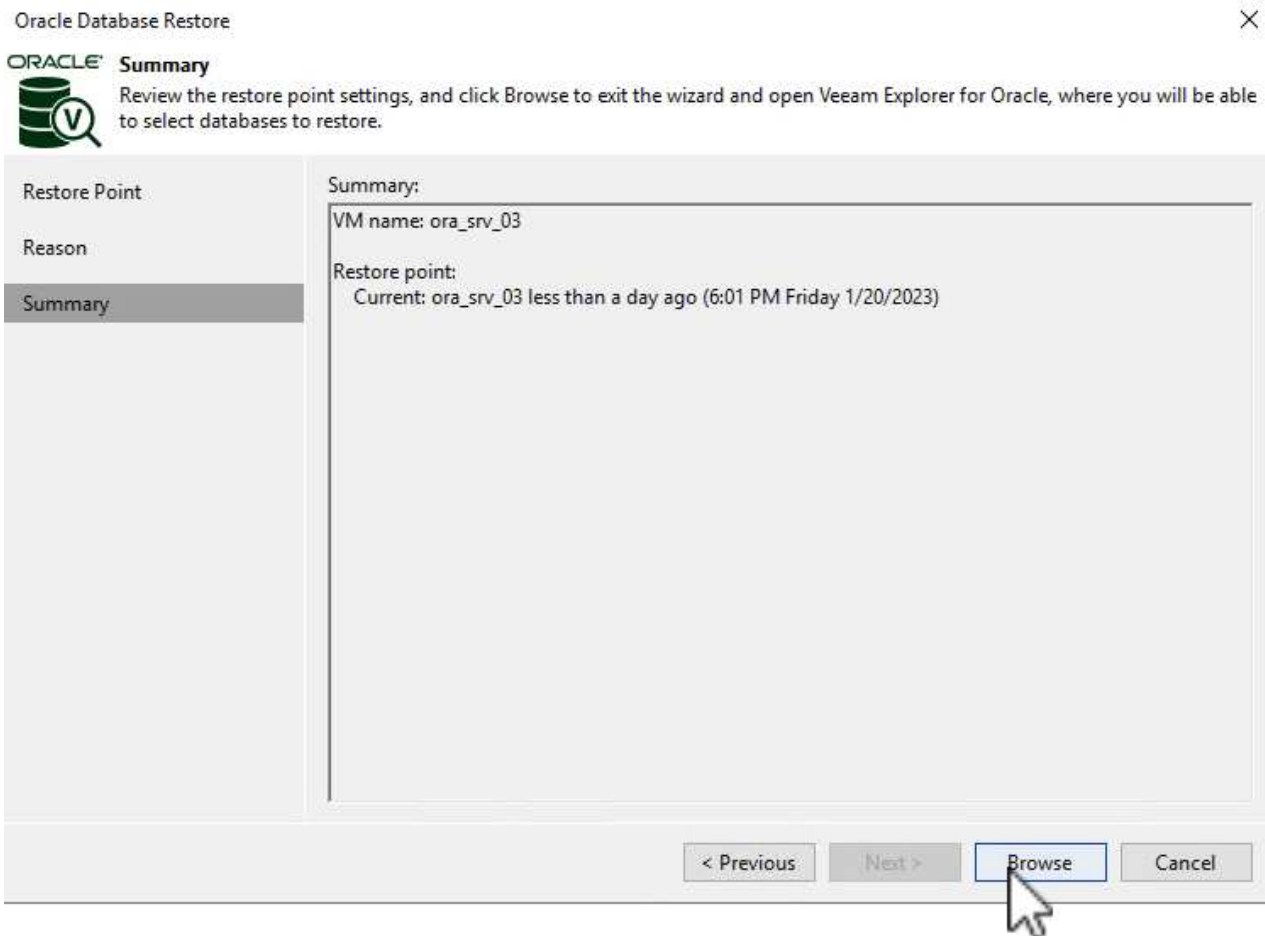 Oracle Database Restore
ORACLE
Summary
Review the restore point settings, and click Browse to exit the wizard and open Veeam Explorer for Oracle, where you will be able
to select databases to restore.
V
Restore Point
Reason
Summary
Summary:
VM name: ora_srv_03
Restore point:
Current: ora_srv_03 less than a day ago (6:01 PM Friday 1/20/2023)
< Previous
Next >
Browse
Cancel